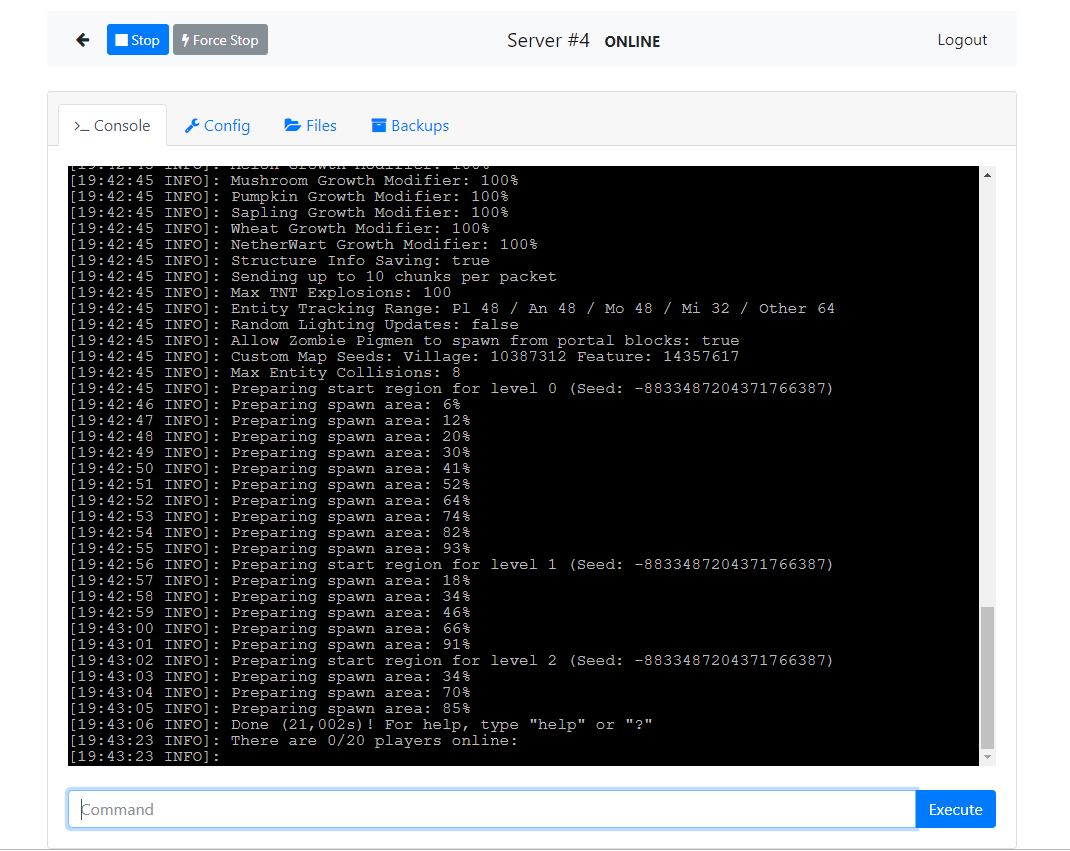 Stop
Force Stop
Server #4 ONLINE
Logout
>_ Console
Config
Files
Backups
[19:42:45 INFO]: Melon Growth Modifier: 100%
[19:42:45 INFO]: Mushroom Growth Modifier: 100%
[19:42:45 INFO]: Pumpkin Growth Modifier: 100%
[19:42:45 INFO]: Sapling Growth Modifier: 100%
[19:42:45 INFO]: Wheat Growth Modifier: 100%
[19:42:45 INFO]: NetherWart Growth Modifier: 100%
[19:42:45 INFO]: Structure Info Saving: true
[19:42:45 INFO]: Sending up to 10 chunks per packet
[19:42:45 INFO]: Max TNT Explosions: 100
[19:42:45 INFO]: Entity Tracking Range: Pl 48 / An 48 / Mo 48 / Mi 32 / Other 64
[19:42:45 INFO]: Random Lighting Updates: false
[19:42:45 INFO]: Allow Zombie Pigmen to spawn from portal blocks: true
[19:42:45 INFO]: Custom Map Seeds: Village: 10387312 Feature: 14357617
[19:42:45 INFO]: Max Entity Collisions: 8
[19:42:45 INFO]: Preparing start region for level 0 (Seed: -8833487204371766387)
[19:42:46 INFO]: Preparing spawn area: 6%
[19:42:47 INFO]: Preparing spawn area: 12%
[19:42:48 INFO]: Preparing spawn area: 20%
[19:42:49 INFO]: Preparing spawn area: 30%
[19:42:50 INFO]: Preparing spawn area: 41%
[19:42:51 INFO]: Preparing spawn area: 52%
[19:42:52 INFO]: Preparing spawn area: 64%
[19:42:53 INFO]: Preparing spawn area: 74%
[19:42:54 INFO]: Preparing spawn area: 82%
[19:42:55 INFO]: Preparing spawn area: 93%
[19:42:56 INFO]: Preparing start region for level 1 (Seed: -8833487204371766387)
[19:42:57 INFO]: Preparing spawn area: 18%
[19:42:58 INFO]: Preparing spawn area: 34%
[19:42:59 INFO]: Preparing spawn area: 46%
[19:43:00 INFO]: Preparing spawn area: 66%
[19:43:01 INFO]: Preparing spawn area: 91%
[19:43:02 INFO]: Preparing start region for level 2 (Seed: -8833487204371766387)
[19:43:03 INFO]: Preparing spawn area: 34%
[19:43:04 INFO]: Preparing spawn area: 70%
[19:43:05 INFO]: Preparing spawn area: 85%
[19:43:06 INFO]: Done (21,002s)! For help, type "help" or "?"
[19:43:23 INFO]: There are 0/20 players online:
[19:43:23 INFO]:
Command
Execute